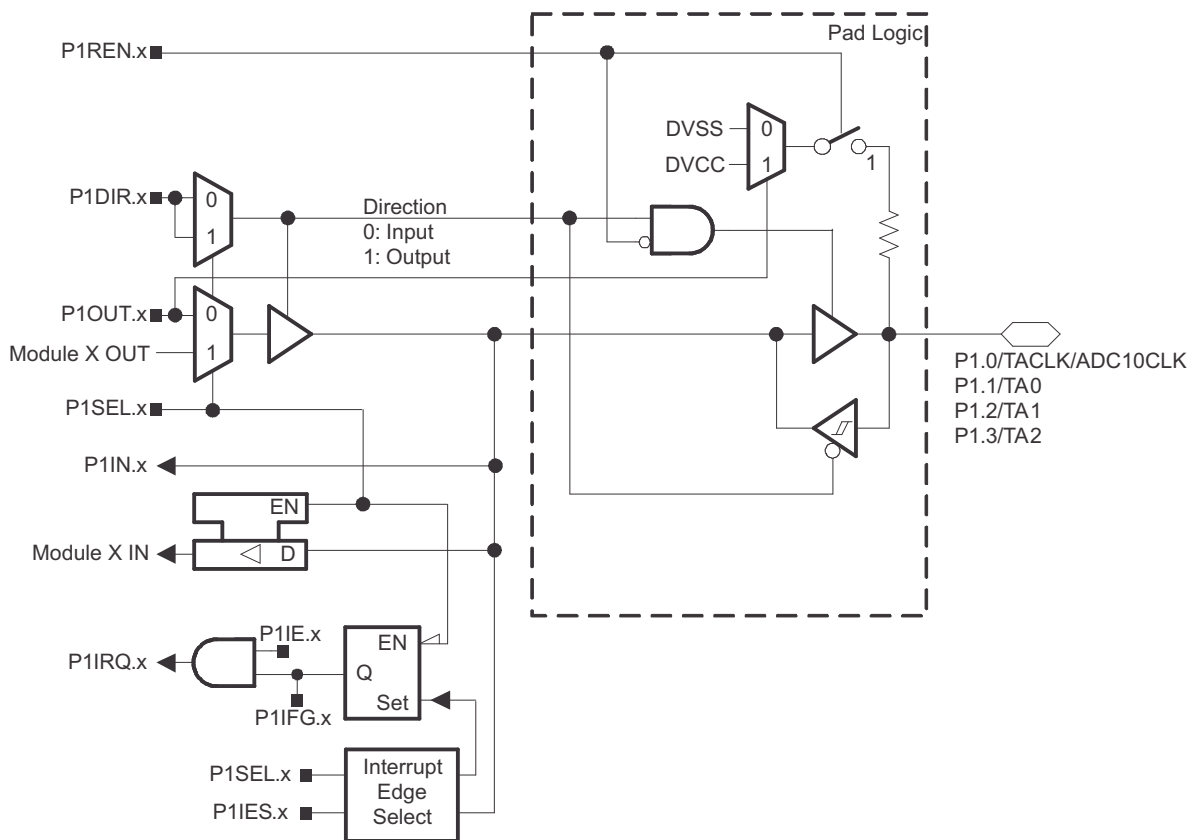 Pad Logic
P1REN.x
DVSS
0
DVCC
1
1
P1DIR.x
0
1
Direction
0: Input
1: Output
P1OUT.x
0
Module X OUT
1
P1.0/TACLK/ADC10CLK
P1.1/TA0
P1.2/TA1
P1.3/TA2
P1SEL.x
P1IN.x
EN
Module X IN
D
P1IE.x
P1IRQ.x
EN
Q
Set
P1IFG.x
P1SEL.x
P1IES.x
Interrupt
Edge
Select